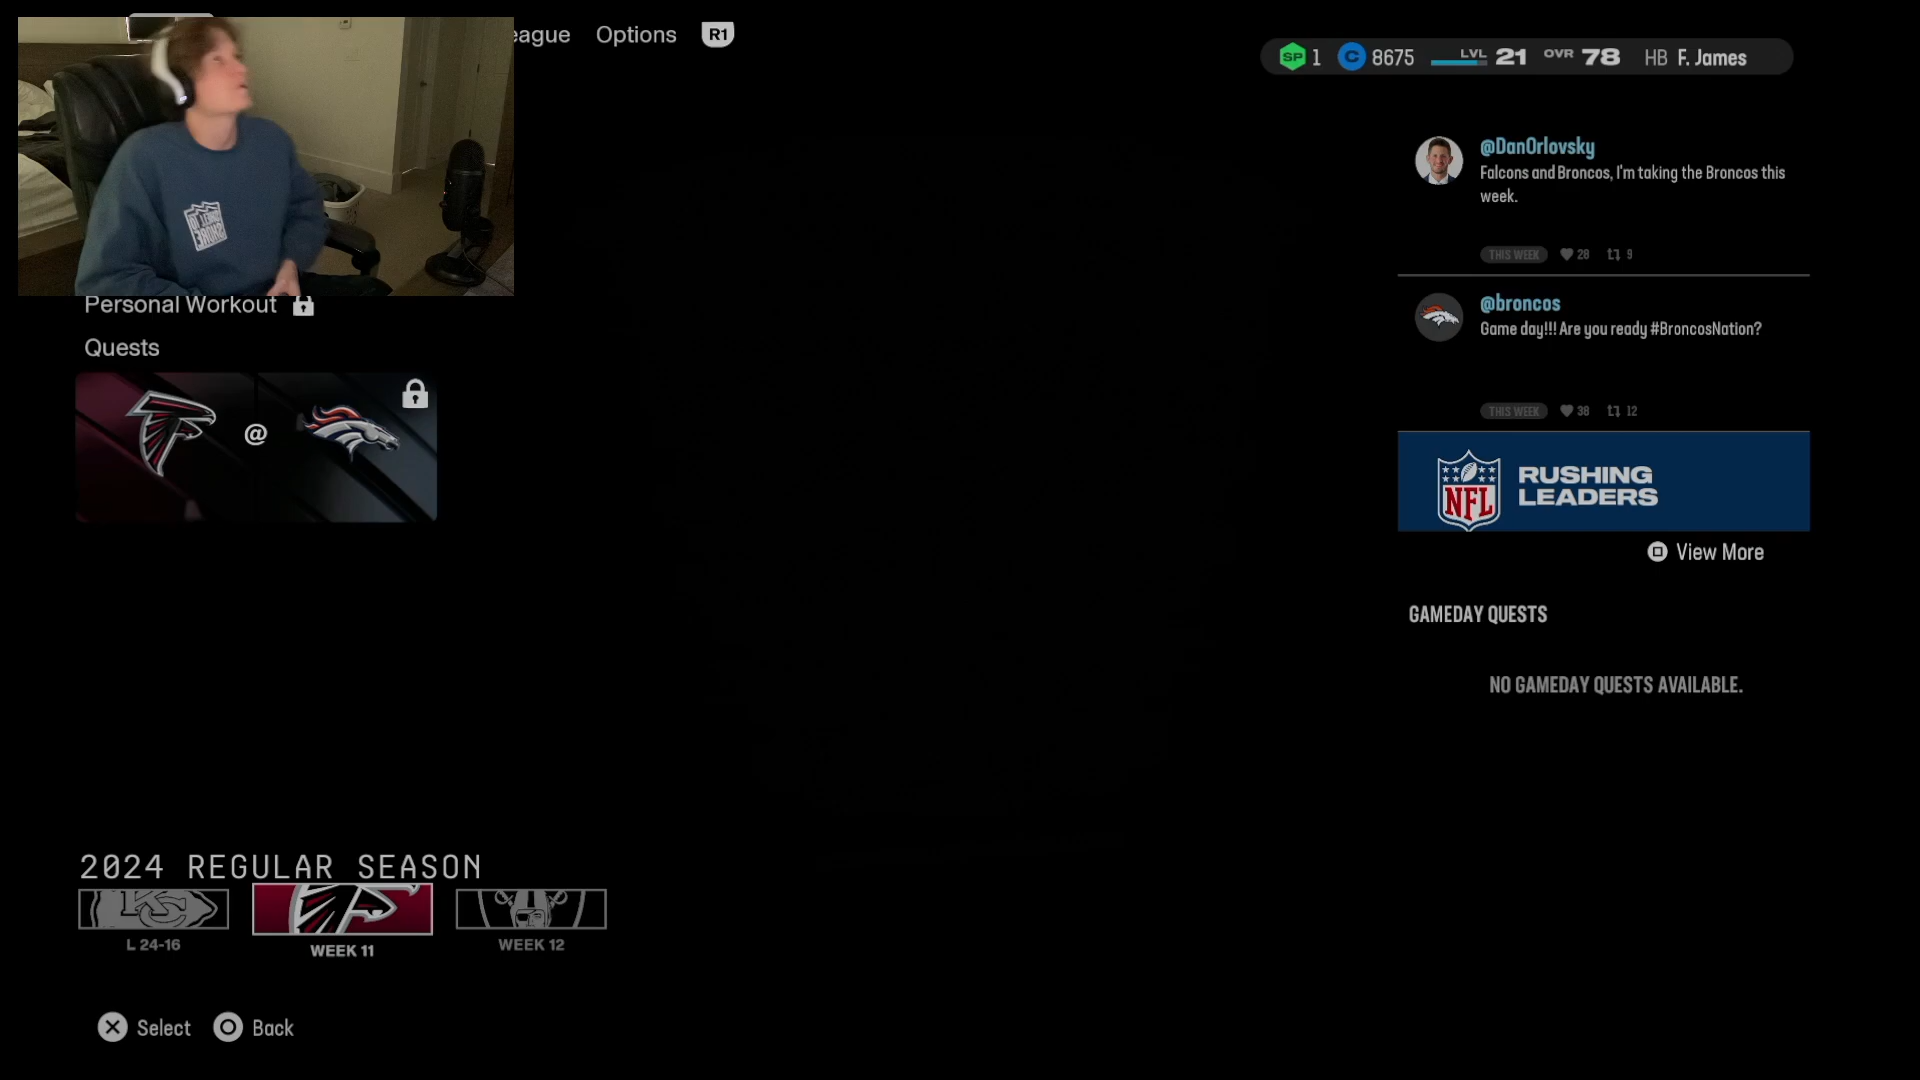 eague Options R1
SP 1 C 8675 LVL 21 OVR 78 HB F. James
Personal Workout
Quests
@
@DanOrlovsky
Falcons and Broncos, I'm taking the Broncos this
week.
THIS WEEK 28 9
@broncos
Game day!!! Are you ready #BroncosNation?
THIS WEEK 38 12
NFL
RUSHING
LEADERS
View More
GAMEDAY QUESTS
NO GAMEDAY QUESTS AVAILABLE.
2024 REGULAR SEASON
KC
L 24-16
WEEK 11
WEEK 12
Select Back